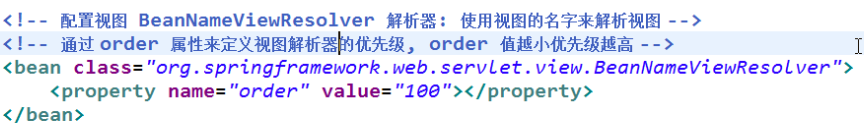 <!-- 配置视图 BeanNameViewResolver 解析器: 使用视图的名字来解析视图 -->
<!-- 通过 order 属性来定义视图解析器的优先级, order 值越小优先级越高 -->
<bean class="org.springframework.web.servlet.view.BeanNameViewResolver">
    <property name="order" value="100"></property>
</bean>